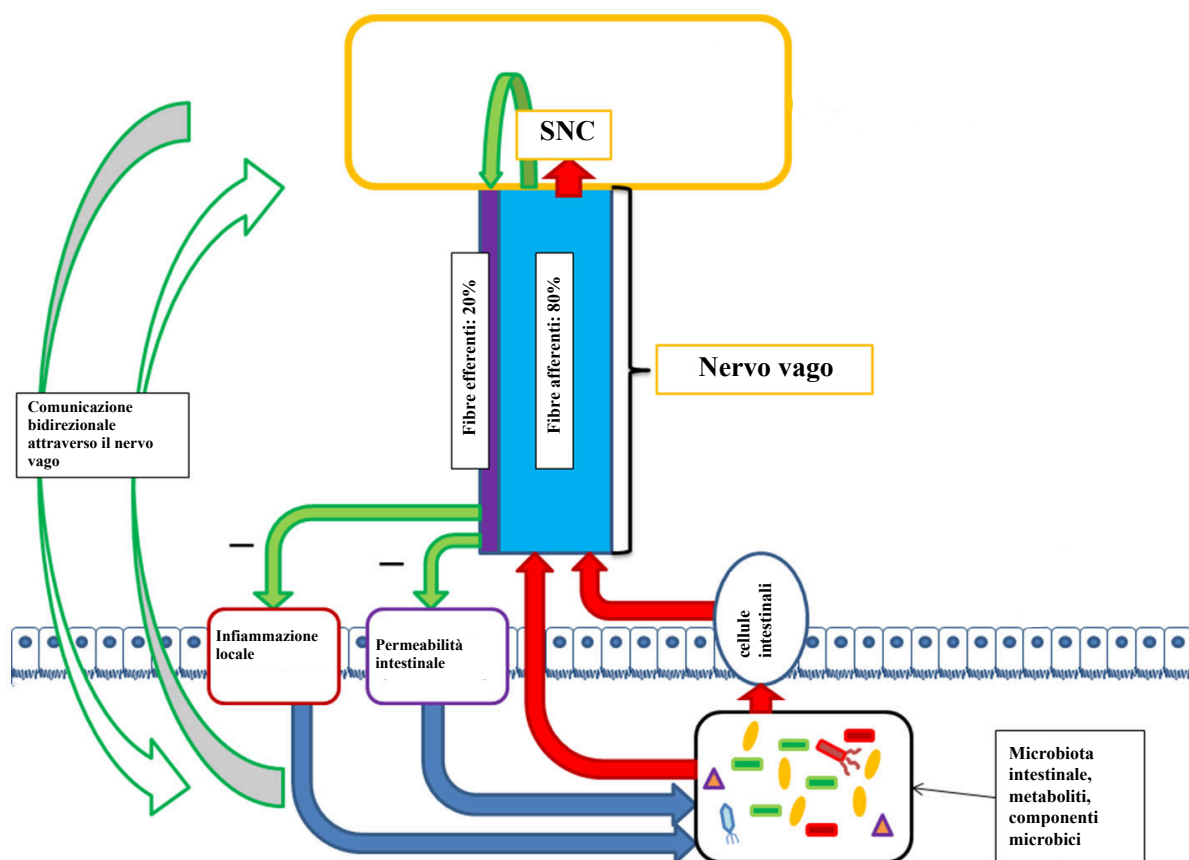 SNC
Fibre efferenti: 20%
Fibre afferenti: 80%
Nervo vago
Comunicazione
bidirezionale
attraverso il nervo
vago
–
–
Infiammazione
locale
Permeabilità
intestinale
cellule
intestinali
Microbiota
intestinale,
metaboliti,
componenti
microbici